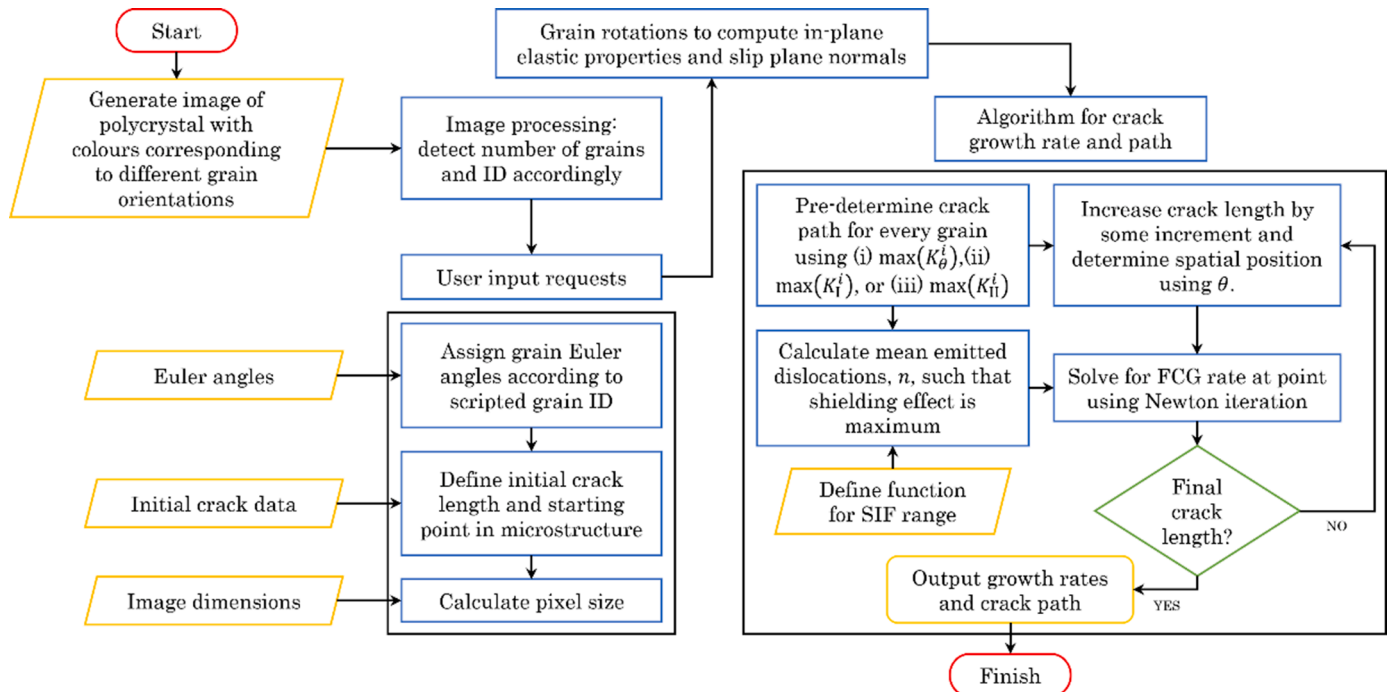 Start
Generate image of
polycrystal with
colours corresponding
to different grain
orientations
Image processing:
detect number of grains
and ID accordingly
User input requests
Grain rotations to compute in-plane
elastic properties and slip plane normals
Algorithm for crack
growth rate and path
Euler angles
Assign grain Euler
angles according to
scripted grain ID
Initial crack data
Define initial crack
length and starting
point in microstructure
Image dimensions
Calculate pixel size
Pre-determine crack
path for every grain
using (i) max(K_θ^i),(ii)
max(K_I^i), or (iii) max(K_II^i)
Increase crack length by
some increment and
determine spatial position
using θ.
Calculate mean emitted
dislocations, n, such that
shielding effect is
maximum
Solve for FCG rate at point
using Newton iteration
Define function
for SIF range
Final
crack
length?
NO
YES
Output growth rates
and crack path
Finish